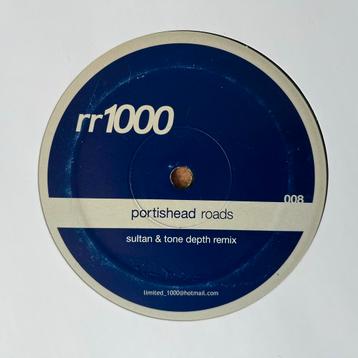 rr1000
008
portishead roads
sultan & tone depth remix
limited_1000@hotmail.com